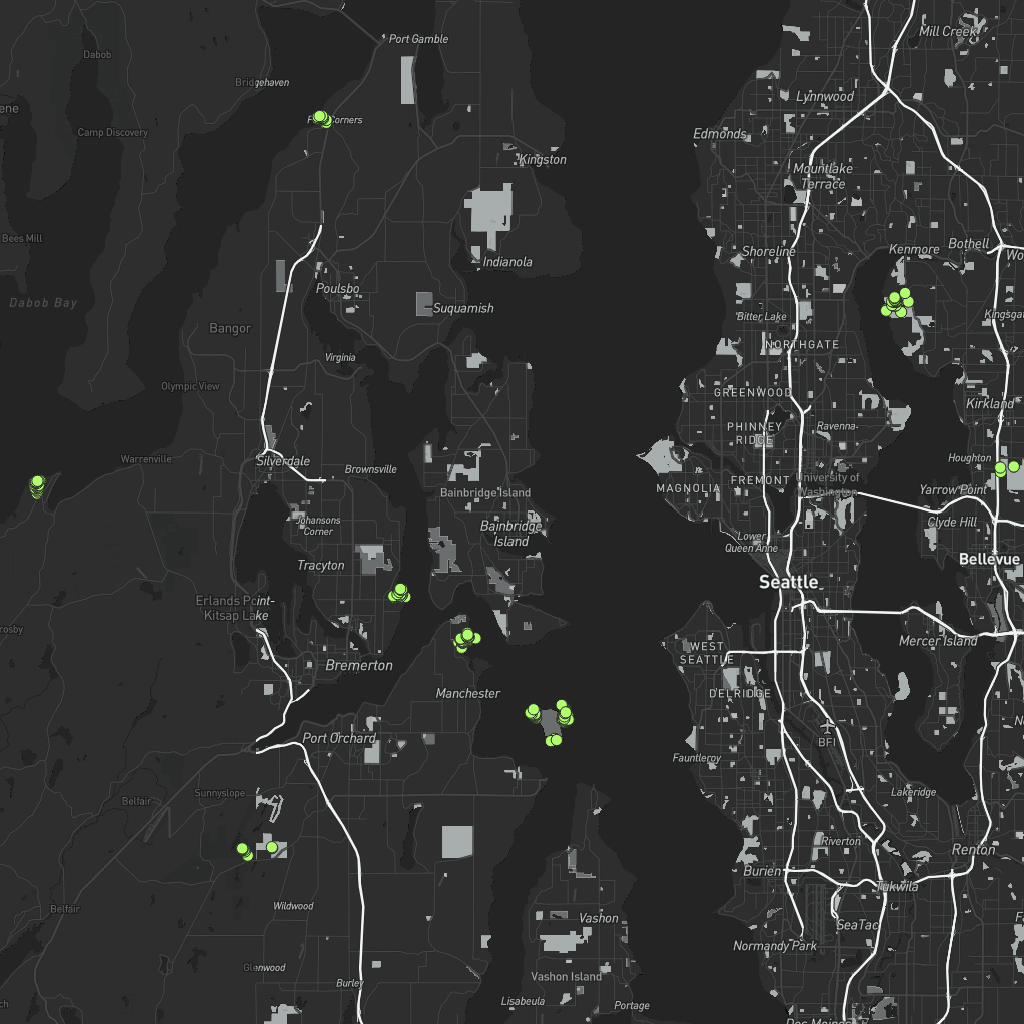 Mill Creek
Port Gamble
Dabob
Bridgehaven
Lynnwood
Camp Discovery
Edmonds
Kingston
Mountlake
Terrace
Bees Mill
Indianola
Shoreline
Kenmore
Bothell
Poulsbo
Dabob Bay
Suquamish
Bitter Lake
Bangor
NORTHGATE
Virginia
Olympic View
GREENWOOD
Kirkland
PHINNEY
RIDGE
Ravenna
Warrenville
Silverdale
Brownsville
Houghton
MAGNOLIA
FREMONT
University of
Washington
Yarrow Point
Bainbridge Island
Johansons
Corner
Bainbridge
Island
Clyde Hill
Lower
Queen Anne
Tracyton
Bellevue
Seattle
Erlands Point-
Kitsap Lake
Mercer Island
WEST
SEATTLE
Bremerton
Manchester
DELRIDGE
Port Orchard
BFI
Fauntleroy
Sunnyslope
Belfair
Lakeridge
Riverton
Renton
Burien
Tukwila
Wildwood
Belfair
Vashon
SeaTac
Normandy Park
Glenwood
Vashon Island
Burley
Lisabeula
Portage